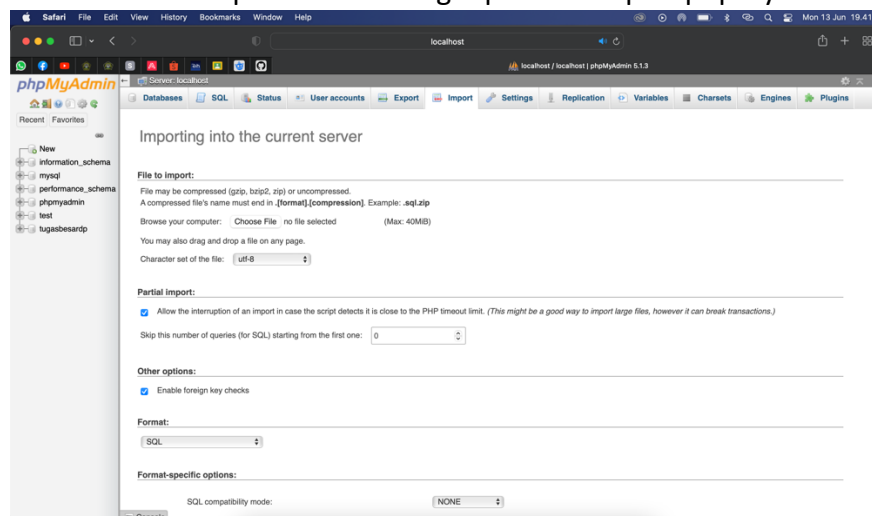 Safari File Edit View History Bookmarks Window Help Mon 13 Jun 19.41
localhost
localhost / localhost | phpMyAdmin 5.1.3
phpMyAdmin
Server: localhost
Databases SQL Status User accounts Export Import Settings Replication Variables Charsets Engines Plugins
Recent Favorites
New
information_schema
mysql
performance_schema
phpmyadmin
test
tugasbesardp
Importing into the current server
File to import:
File may be compressed (gzip, bzip2, zip) or uncompressed.
A compressed file's name must end in .[format].[compression]. Example: .sql.zip
Browse your computer: Choose File no file selected (Max: 40MiB)
You may also drag and drop a file on any page.
Character set of the file: utf-8
Partial import:
Allow the interruption of an import in case the script detects it is close to the PHP timeout limit. (This might be a good way to import large files, however it can break transactions.)
Skip this number of queries (for SQL) starting from the first one: 0
Other options:
Enable foreign key checks
Format:
SQL
Format-specific options:
SQL compatibility mode: NONE